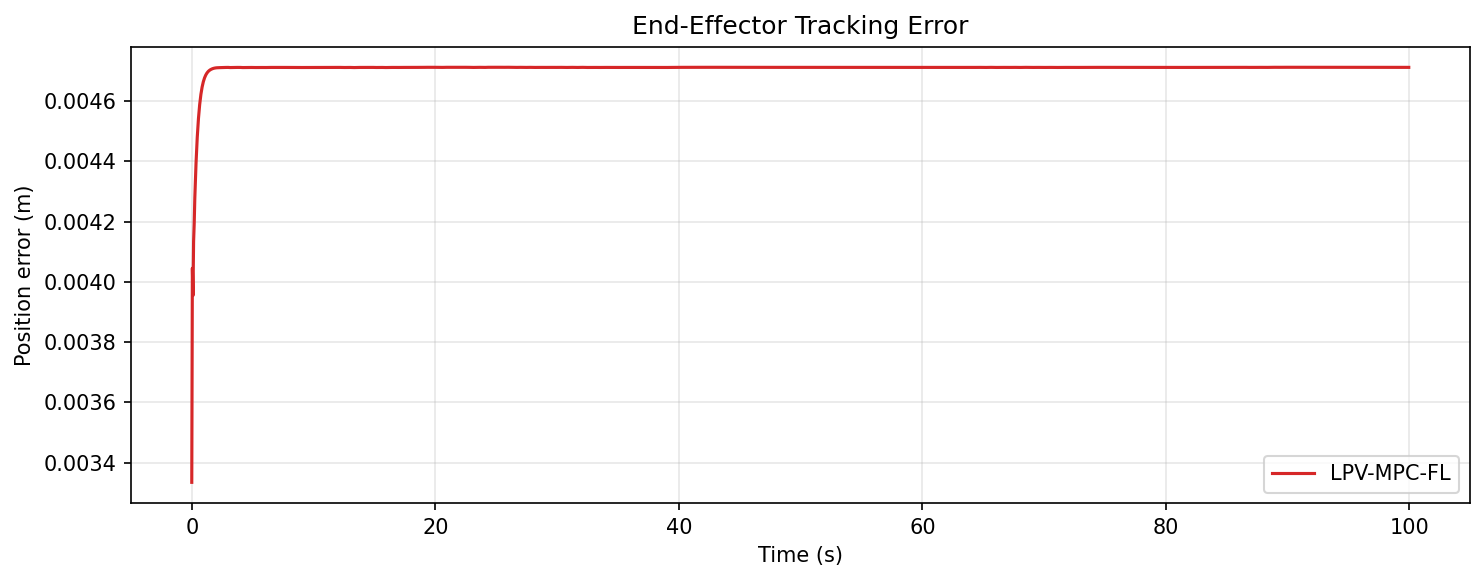 End-Effector Tracking Error
Position error (m)
0.0046
0.0044
0.0042
0.0040
0.0038
0.0036
0.0034
LPV-MPC-FL
0 20 40 60 80 100
Time (s)